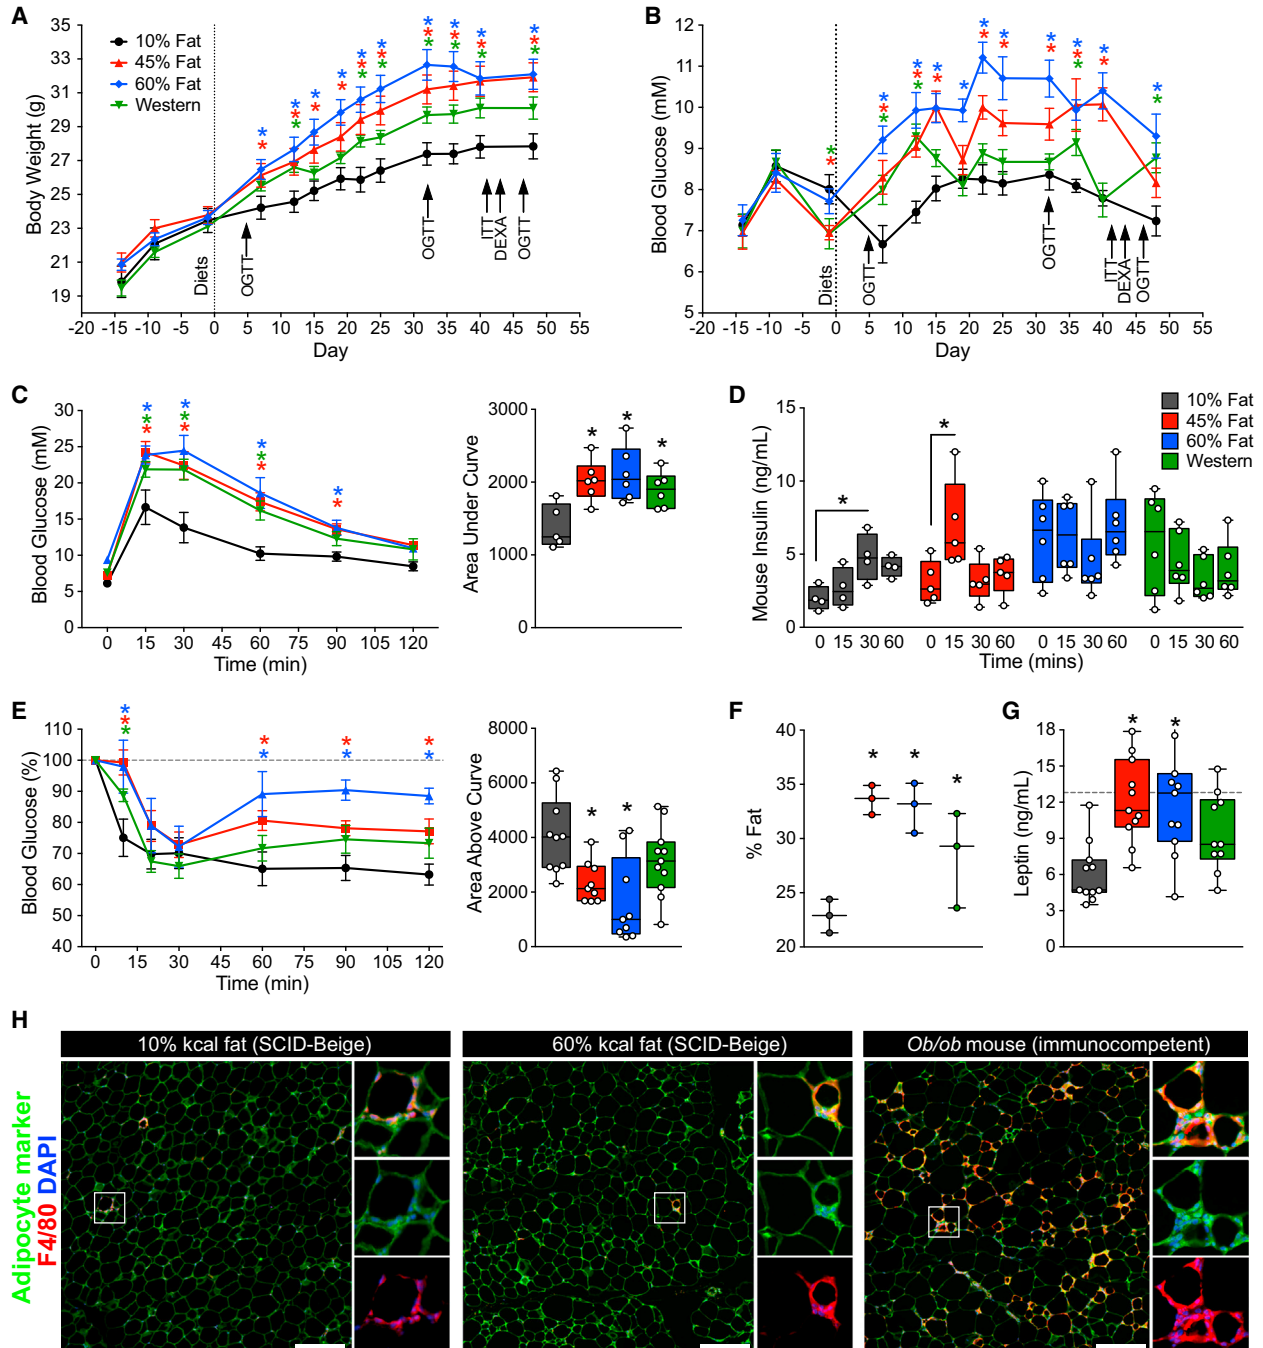 A
35
33
31
29
27
25
23
21
19
Body Weight (g)
10% Fat
45% Fat
60% Fat
Western
* * * * * * * * * *
Diets
OGTT
OGTT
ITT
DEXA
OGTT
-20 -15 -10 -5 0 5 10 15 20 25 30 35 40 45 50 55
Day
B
12
11
10
9
8
7
6
5
Blood Glucose (mM)
* * * * * * * * * *
Diets
OGTT
OGTT
ITT
DEXA
OGTT
-20 -15 -10 -5 0 5 10 15 20 25 30 35 40 45 50 55
Day
C
30
25
20
15
10
5
0
Blood Glucose (mM)
* * * *
0 15 30 45 60 75 90 105 120
Time (min)
3000
2000
1000
0
Area Under Curve
* * *
D
15
10
5
0
Mouse Insulin (ng/mL)
* *
10% Fat
45% Fat
60% Fat
Western
0 15 30 60 0 15 30 60 0 15 30 60 0 15 30 60
Time (mins)
E
110
100
90
80
70
60
50
40
Blood Glucose (%)
* * * *
0 15 30 45 60 75 90 105 120
Time (min)
8000
6000
4000
2000
0
Area Above Curve
* *
F
40
35
30
25
20
% Fat
* * *
G
18
15
12
9
6
3
0
Leptin (ng/mL)
* *
H
10% kcal fat (SCID-Beige)
60% kcal fat (SCID-Beige)
Ob/ob mouse (immunocompetent)
Adipocyte marker
F4/80 DAPI